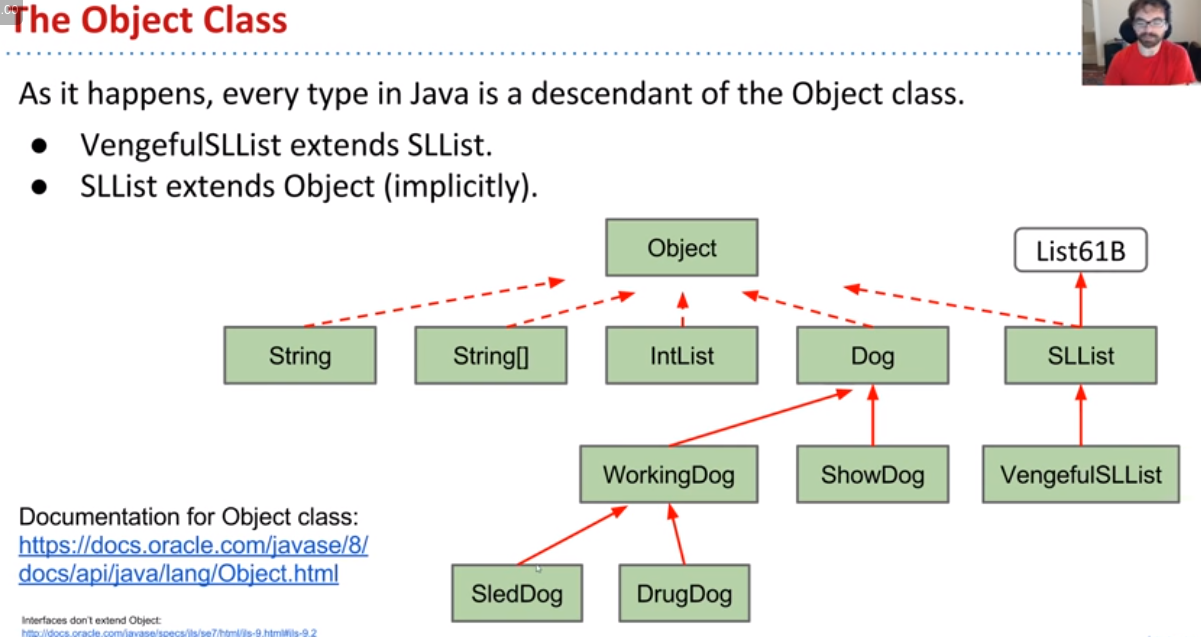 The Object Class
As it happens, every type in Java is a descendant of the Object class.
● VengefulSLList extends SLList.
● SLList extends Object (implicitly).
Object
List61B
String
String[]
IntList
Dog
SLList
WorkingDog
ShowDog
VengefulSLList
Documentation for Object class:
https://docs.oracle.com/javase/8/
docs/api/java/lang/Object.html
SledDog
DrugDog
Interfaces don't extend Object:
http://docs.oracle.com/javase/specs/jls/se7/html/jls-9.html#jls-9.2